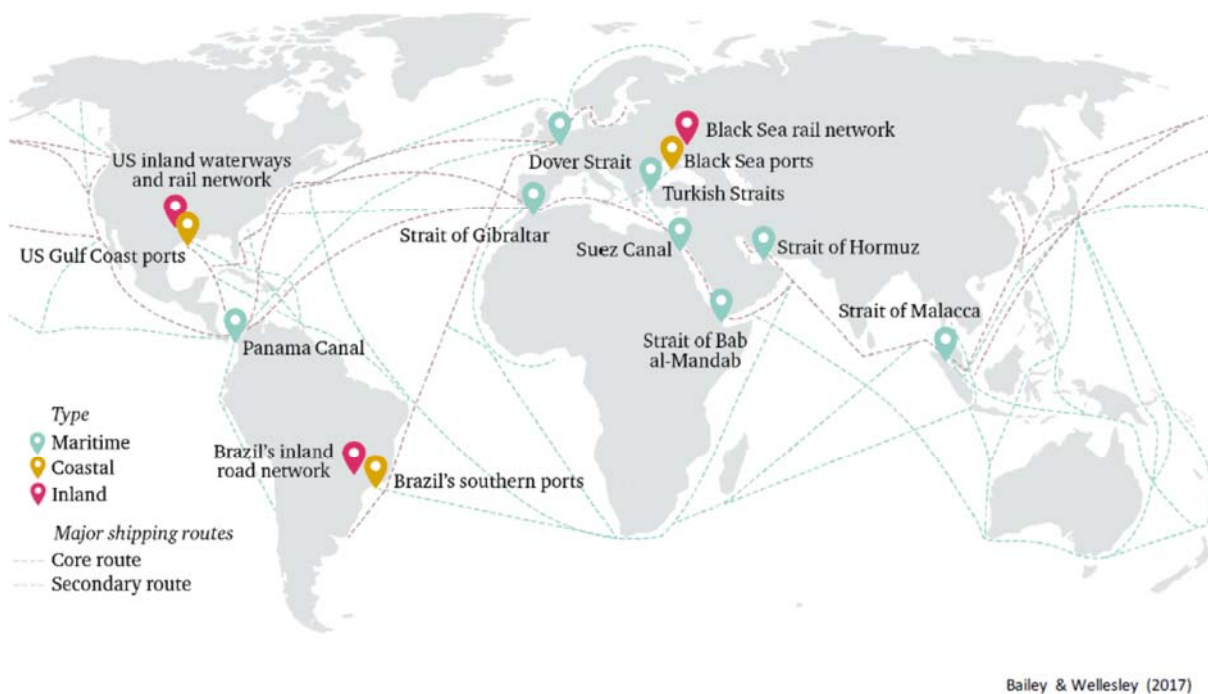 Black Sea rail network
Dover Strait
Black Sea ports
US inland waterways
and rail network
Turkish Straits
Strait of Gibraltar
Suez Canal
Strait of Hormuz
US Gulf Coast ports
Strait of Malacca
Panama Canal
Strait of Bab
al-Mandab
Type
Maritime
Coastal
Inland
Brazil's inland
road network
Brazil's southern ports
Major shipping routes
Core route
Secondary route
Bailey & Wellesley (2017)